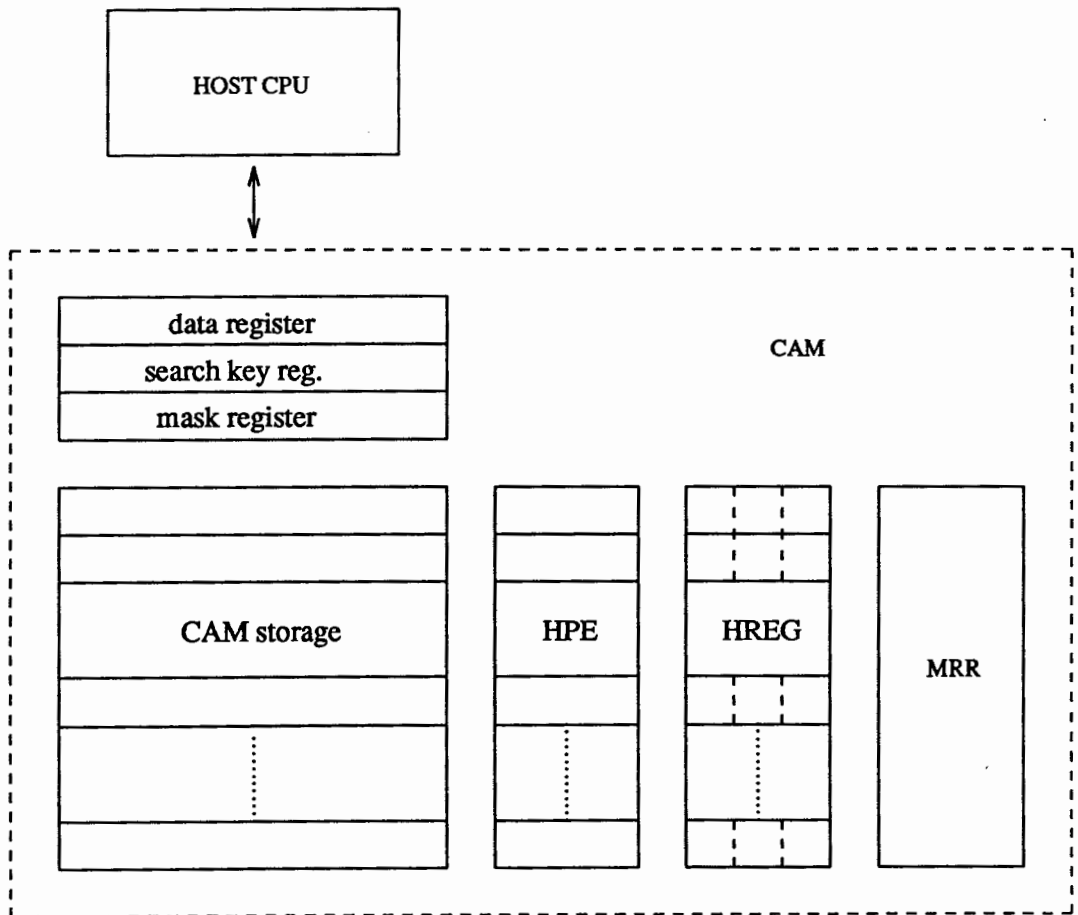 HOST CPU
data register
search key reg.
mask register
CAM
CAM storage
HPE
HREG
MRR